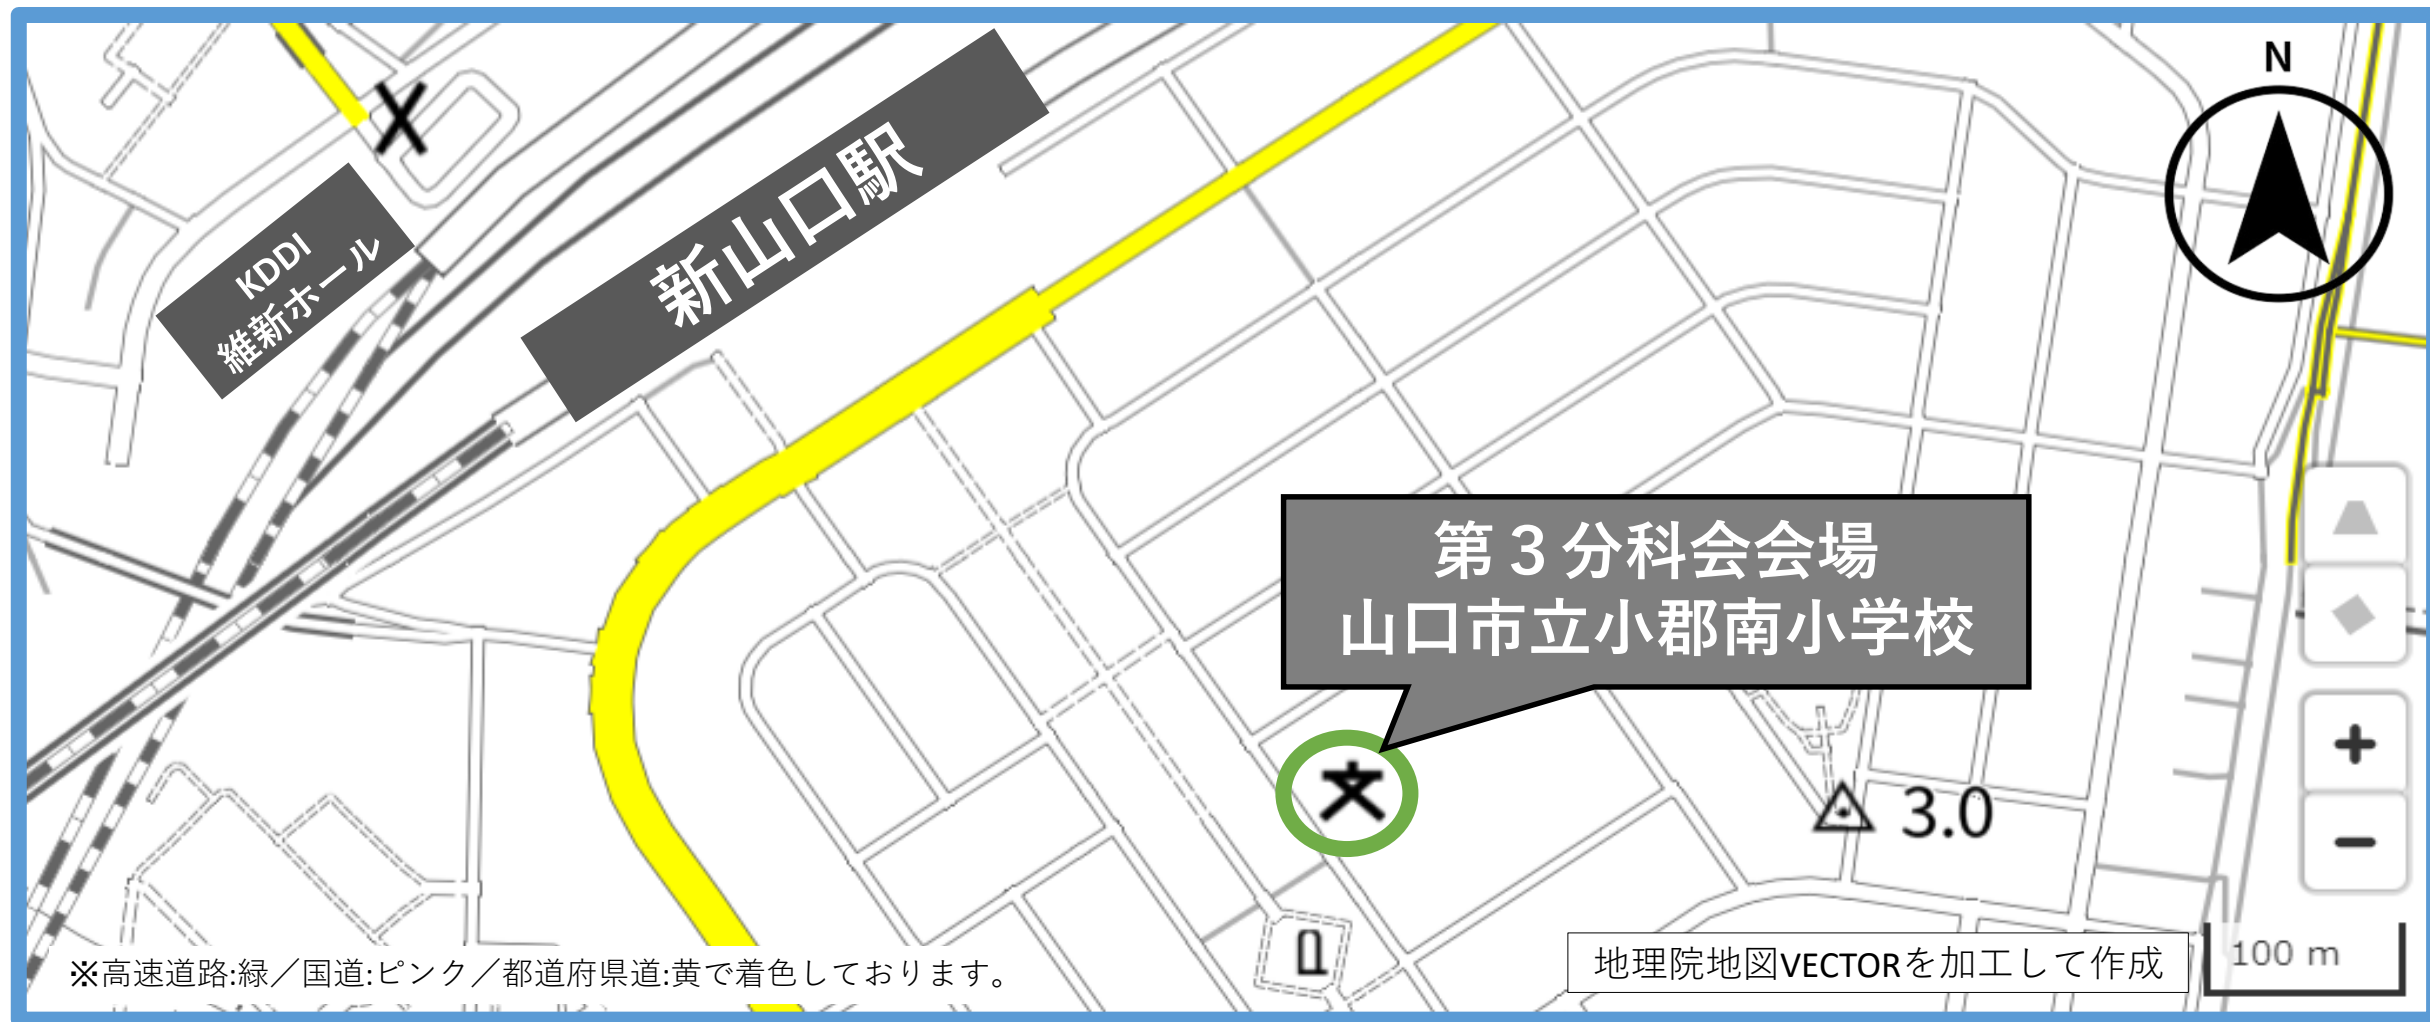 N
新山口駅
KDDI
維新ホール
第３分科会会場
山口市立小郡南小学校
3.0
+
−
※高速道路:緑／国道:ピンク／都道府県道:黄で着色しております。
地理院地図VECTORを加工して作成
100 m